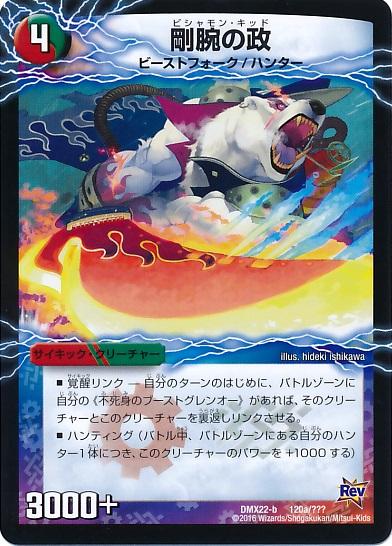 ビシャモン・キッド
4
剛腕の政
ビーストフォーク/ハンター
サイキック・クリーチャー
illus. hideki ishikawa
■ 覚醒リンク ― 自分のターンのはじめに、バトルゾーンに
自分の《不死身のブーストグレンオー》があれば、そのクリー
チャーとこのクリーチャーを裏返しリンクさせる。
■ ハンティング (バトル中、バトルゾーンにある自分のハン
ター1体につき、このクリーチャーのパワーを +1000 する)
Rev
3000+
DMX22-b 120a/???
©2016 Wizards/Shogakukan/Mitsui-Kids